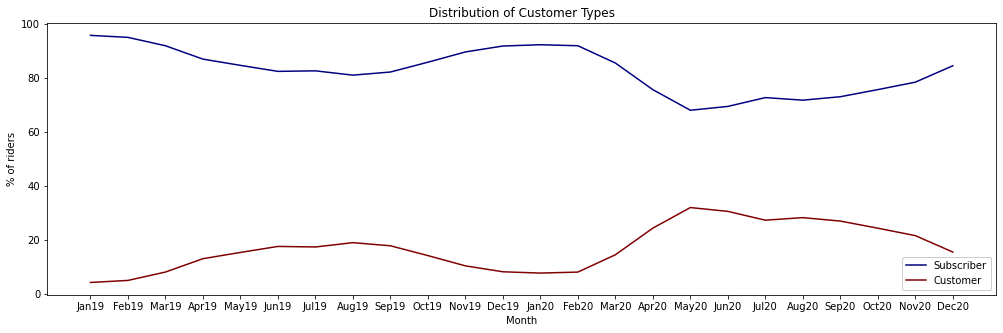 Distribution of Customer Types
% of riders
100
80
60
40
20
0
Subscriber
Customer
Jan19 Feb19 Mar19 Apr19 May19 Jun19 Jul19 Aug19 Sep19 Oct19 Nov19 Dec19 Jan20 Feb20 Mar20 Apr20 May20 Jun20 Jul20 Aug20 Sep20 Oct20 Nov20 Dec20
Month